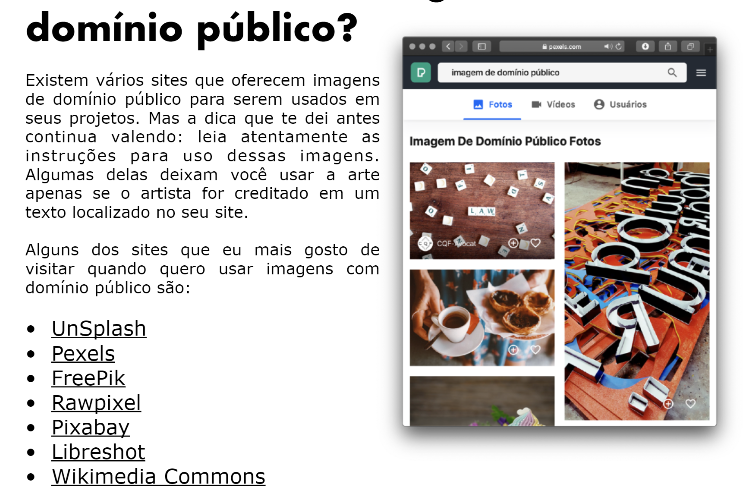 domínio público?
Existem vários sites que oferecem imagens
de domínio público para serem usados em
seus projetos. Mas a dica que te dei antes
continua valendo: leia atentamente as
instruções para uso dessas imagens.
Algumas delas deixam você usar a arte
apenas se o artista for creditado em um
texto localizado no seu site.
Alguns dos sites que eu mais gosto de
visitar quando quero usar imagens com
domínio público são:
• UnSplash
• Pexels
• FreePik
• Rawpixel
• Pixabay
• Libreshot
• Wikimedia Commons
pexels.com
imagem de domínio público
Fotos Vídeos Usuários
Imagem De Domínio Público Fotos
LAW